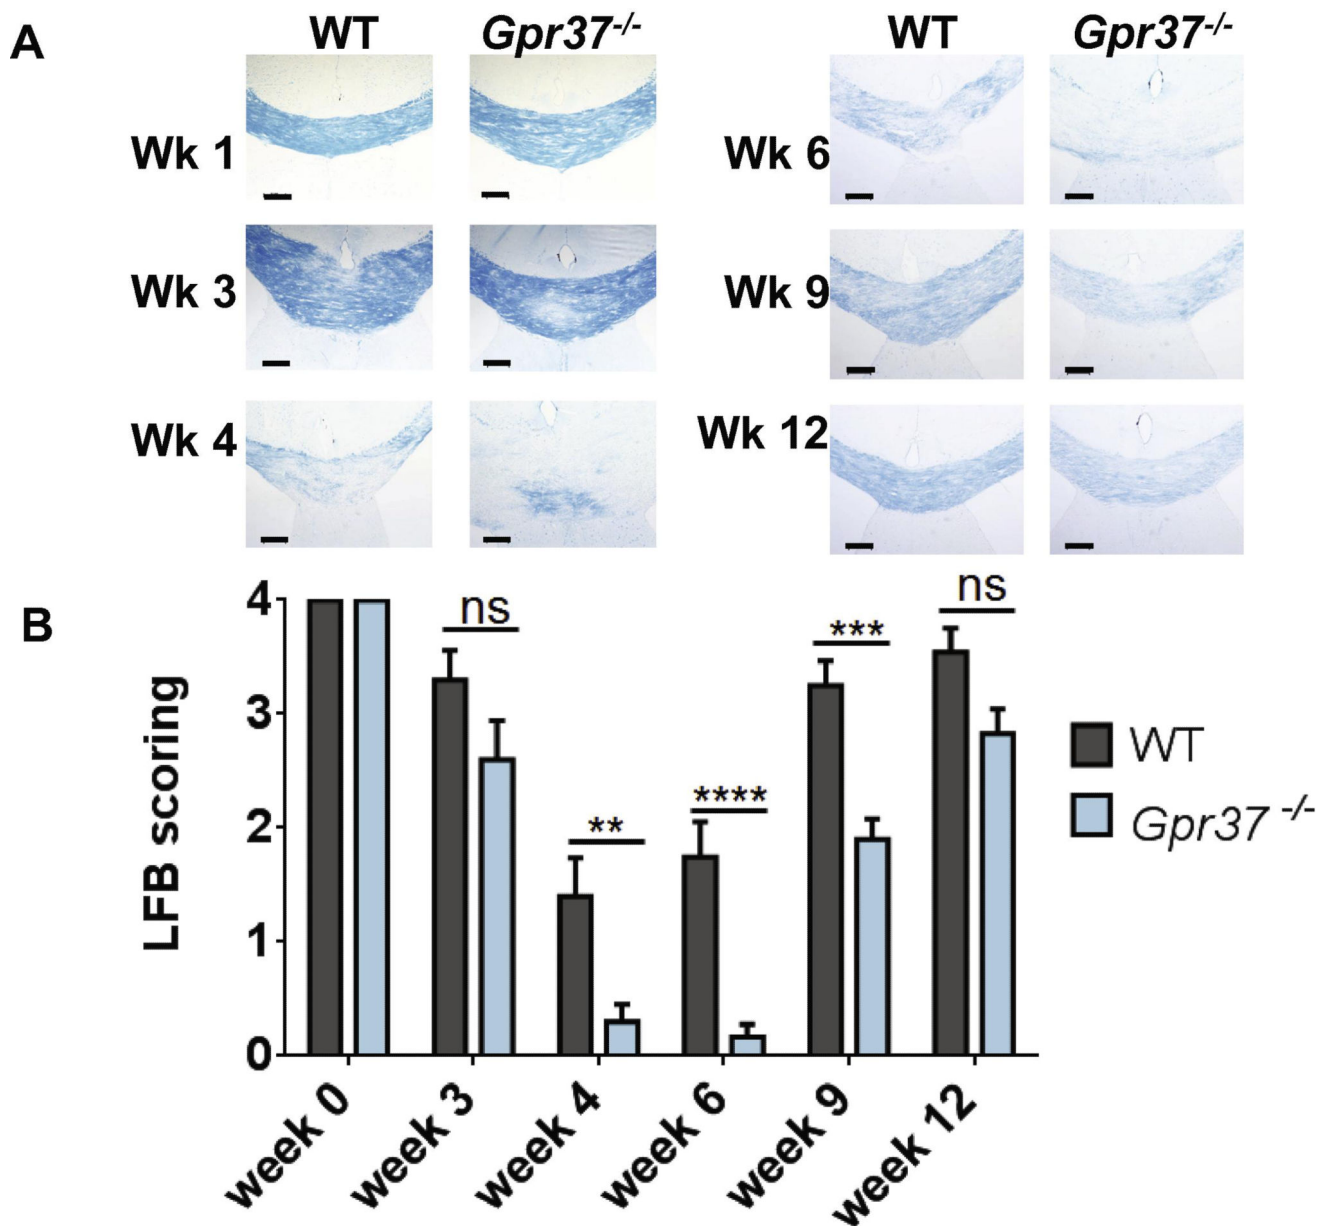 A
WT Gpr37-/- WT Gpr37-/-
Wk 1 Wk 6
Wk 3 Wk 9
Wk 4 Wk 12
B
LFB scoring
4
3
2
1
0
ns
**
****
***
ns
week 0 week 3 week 4 week 6 week 9 week 12
WT
Gpr37 -/-